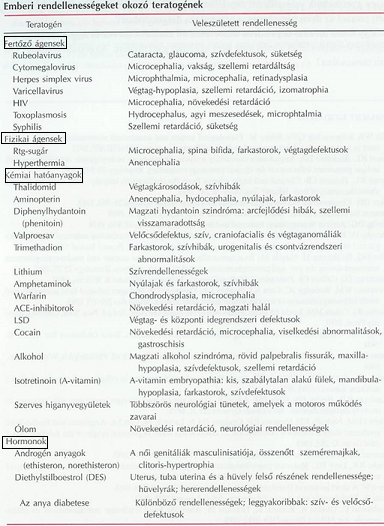 Emberi rendellenességeket okozó teratogének
Teratogén Veleszületett rendellenesség
Fertőző ágensek
Rubeolavirus Cataracta, glaucoma, szívdefektusok, süketség
Cytomegalovirus Microcephalia, vakság, szellemi retardáltság
Herpes simplex virus Microphthalmia, microcephalia, retinadysplasia
Varicellavirus Végtag-hypoplasia, szellemi retardáció, izomatrophia
HIV Microcephalia, növekedési retardáció
Toxoplasmosis Hydrocephalus, agyi meszesedések, microphtalmia
Syphilis Szellemi retardáció, süketség
Fizikai ágensek
Rtg-sugár Microcephalia, spina bifida, farkastorok, végtagdefektusok
Hyperthermia Anencephalia
Kémiai hatóanyagok
Thalidomid Végtagkárosodások, szívhibák
Aminopterin Anencephalia, hydocephalia, nyúlajak, farkastorok
Diphenylhydantoin Magzati hydantoin szindróma: arcfejlődési hibák, szellemi
(phenitoin) visszamaradottság
Valproesav Velőcsődefektus, szív, craniofacialis és végtaganomáliák
Trimethadion Farkastorok, szívhibák, urogenitalis és csontvázrendszeri
abnormalitások
Lithium Szívrendellenességek
Amphetaminok Nyúlajak és farkastorok, szívhibák
Warfarin Chondrodysplasia, microcephalia
ACE-inhibitorok Növekedési retardáció, magzati halál
LSD Végtag- és központi idegrendszeri defektusok
Cocain Növekedési retardáció, microcephalia, viselkedési abnormalitások,
gastroschisis
Alkohol Magzati alkohol szindróma, rövid palpebralis fissurák, maxilla-
hypoplasia, szívdefektusok, szellemi retardáció
Isotretinoin (A-vitamin) A-vitamin embryopathia: kis, szabálytalan alakú fülek, mandibula-
hypoplasia, farkastorok, szívdefektusok
Szerves higanyvegyületek Többszörös neurológiai tünetek, amelyek a motoros működés
zavarai
Ólom Növekedési retardáció, neurológiai rendellenességek
Hormonok
Androgén anyagok A női genitáliák masculinisatiója, összenőtt szeméremajkak,
(ethisteron, norethisteron) clitoris-hypertrophia
Diethylstilboestrol (DES) Uterus, tuba uterina és a hüvely felső részének rendellenessége;
hüvelyrák; hererendellenességek
Az anya diabetese Különböző rendellenességek; leggyakoribbak: szív- és velőcső-
defektusok